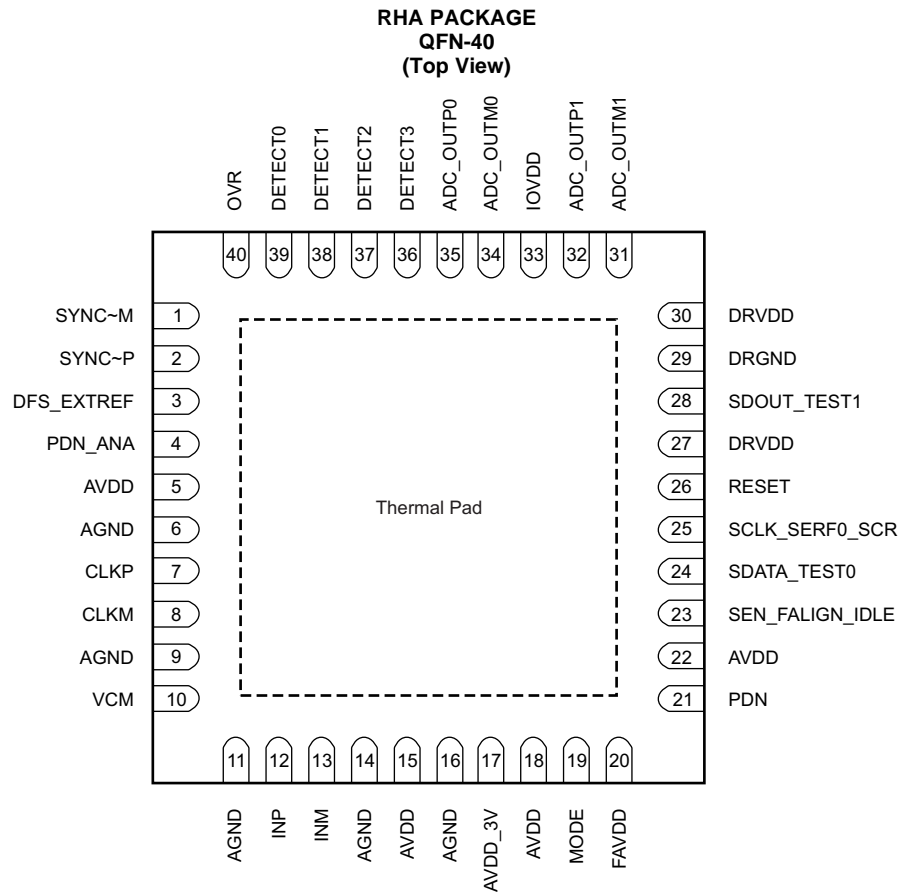 RHA PACKAGE
QFN-40
(Top View)
OVR
DETECT0
DETECT1
DETECT2
DETECT3
ADC_OUTP0
ADC_OUTM0
IOVDD
ADC_OUTP1
ADC_OUTM1
40
39
38
37
36
35
34
33
32
31
SYNC~M 1
SYNC~P 2
DFS_EXTREF 3
PDN_ANA 4
AVDD 5
AGND 6
CLKP 7
CLKM 8
AGND 9
VCM 10
Thermal Pad
30 DRVDD
29 DRGND
28 SDOUT_TEST1
27 DRVDD
26 RESET
25 SCLK_SERF0_SCR
24 SDATA_TEST0
23 SEN_FALIGN_IDLE
22 AVDD
21 PDN
11
12
13
14
15
16
17
18
19
20
AGND
INP
INM
AGND
AVDD
AGND
AVDD_3V
AVDD
MODE
FAVDD